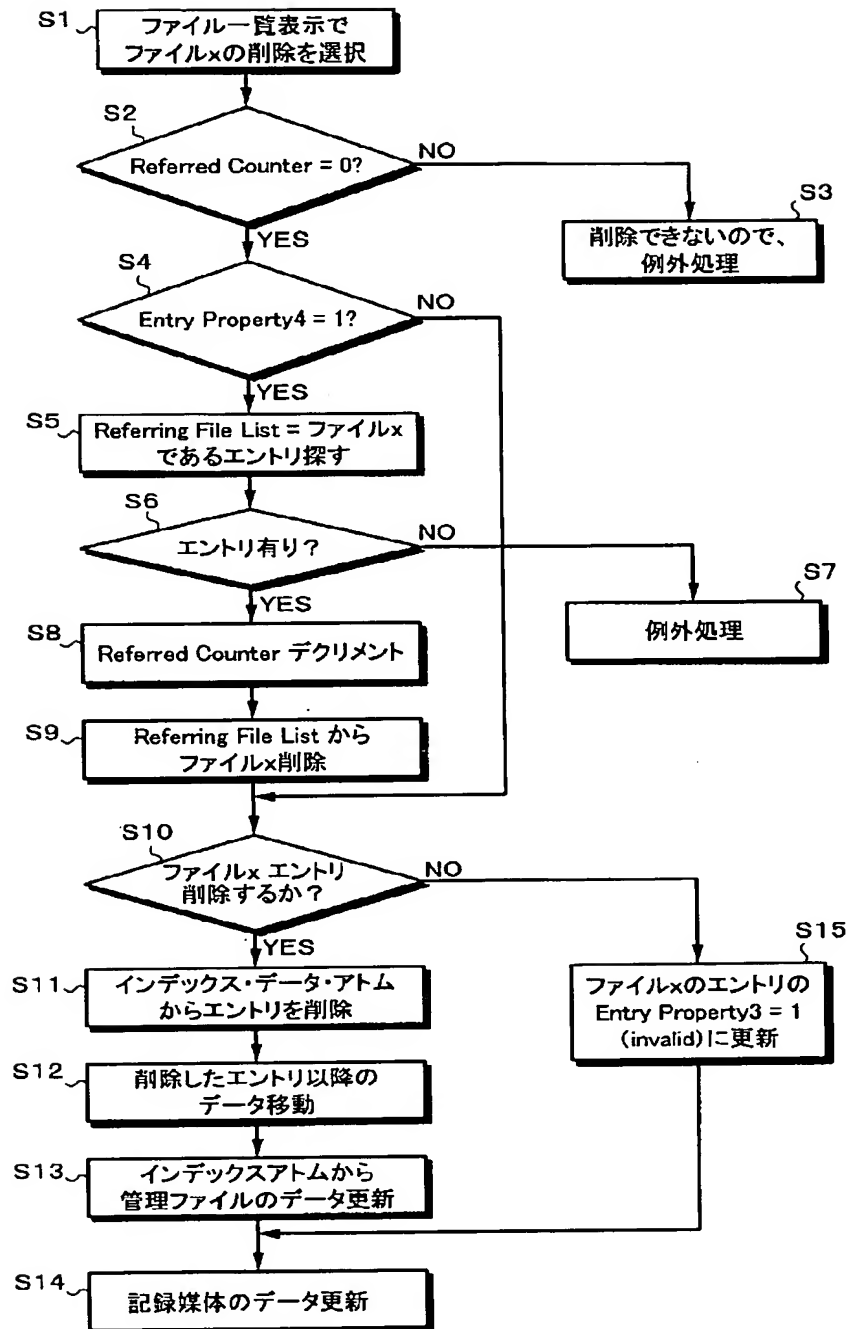 S1
ファイル一覧表示で
ファイルxの削除を選択
S2
Referred Counter = 0?
NO
YES
S3
削除できないので、
例外処理
S4
Entry Property4 = 1?
NO
YES
S5
Referring File List = ファイルx
であるエントリ探す
S6
エントリ有り？
NO
YES
S7
例外処理
S8
Referred Counter デクリメント
S9
Referring File List から
ファイルx削除
S10
ファイルx エントリ
削除するか？
NO
YES
S11
インデックス・データ・アトム
からエントリを削除
S15
ファイルxのエントリの
Entry Property3 = 1
(invalid)に更新
S12
削除したエントリ以降の
データ移動
S13
インデックスアトムから
管理ファイルのデータ更新
S14
記録媒体のデータ更新